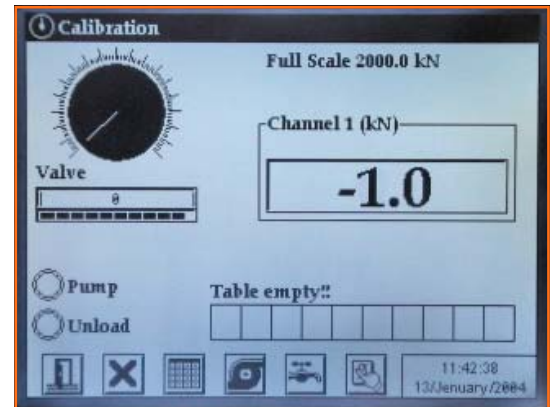 Calibration
Full Scale 2000.0 kN
Channel 1 (kN)
-1.0
Valve
0
Pump
Table empty!!
Unload
11:42:38
13/Jenuary/2004